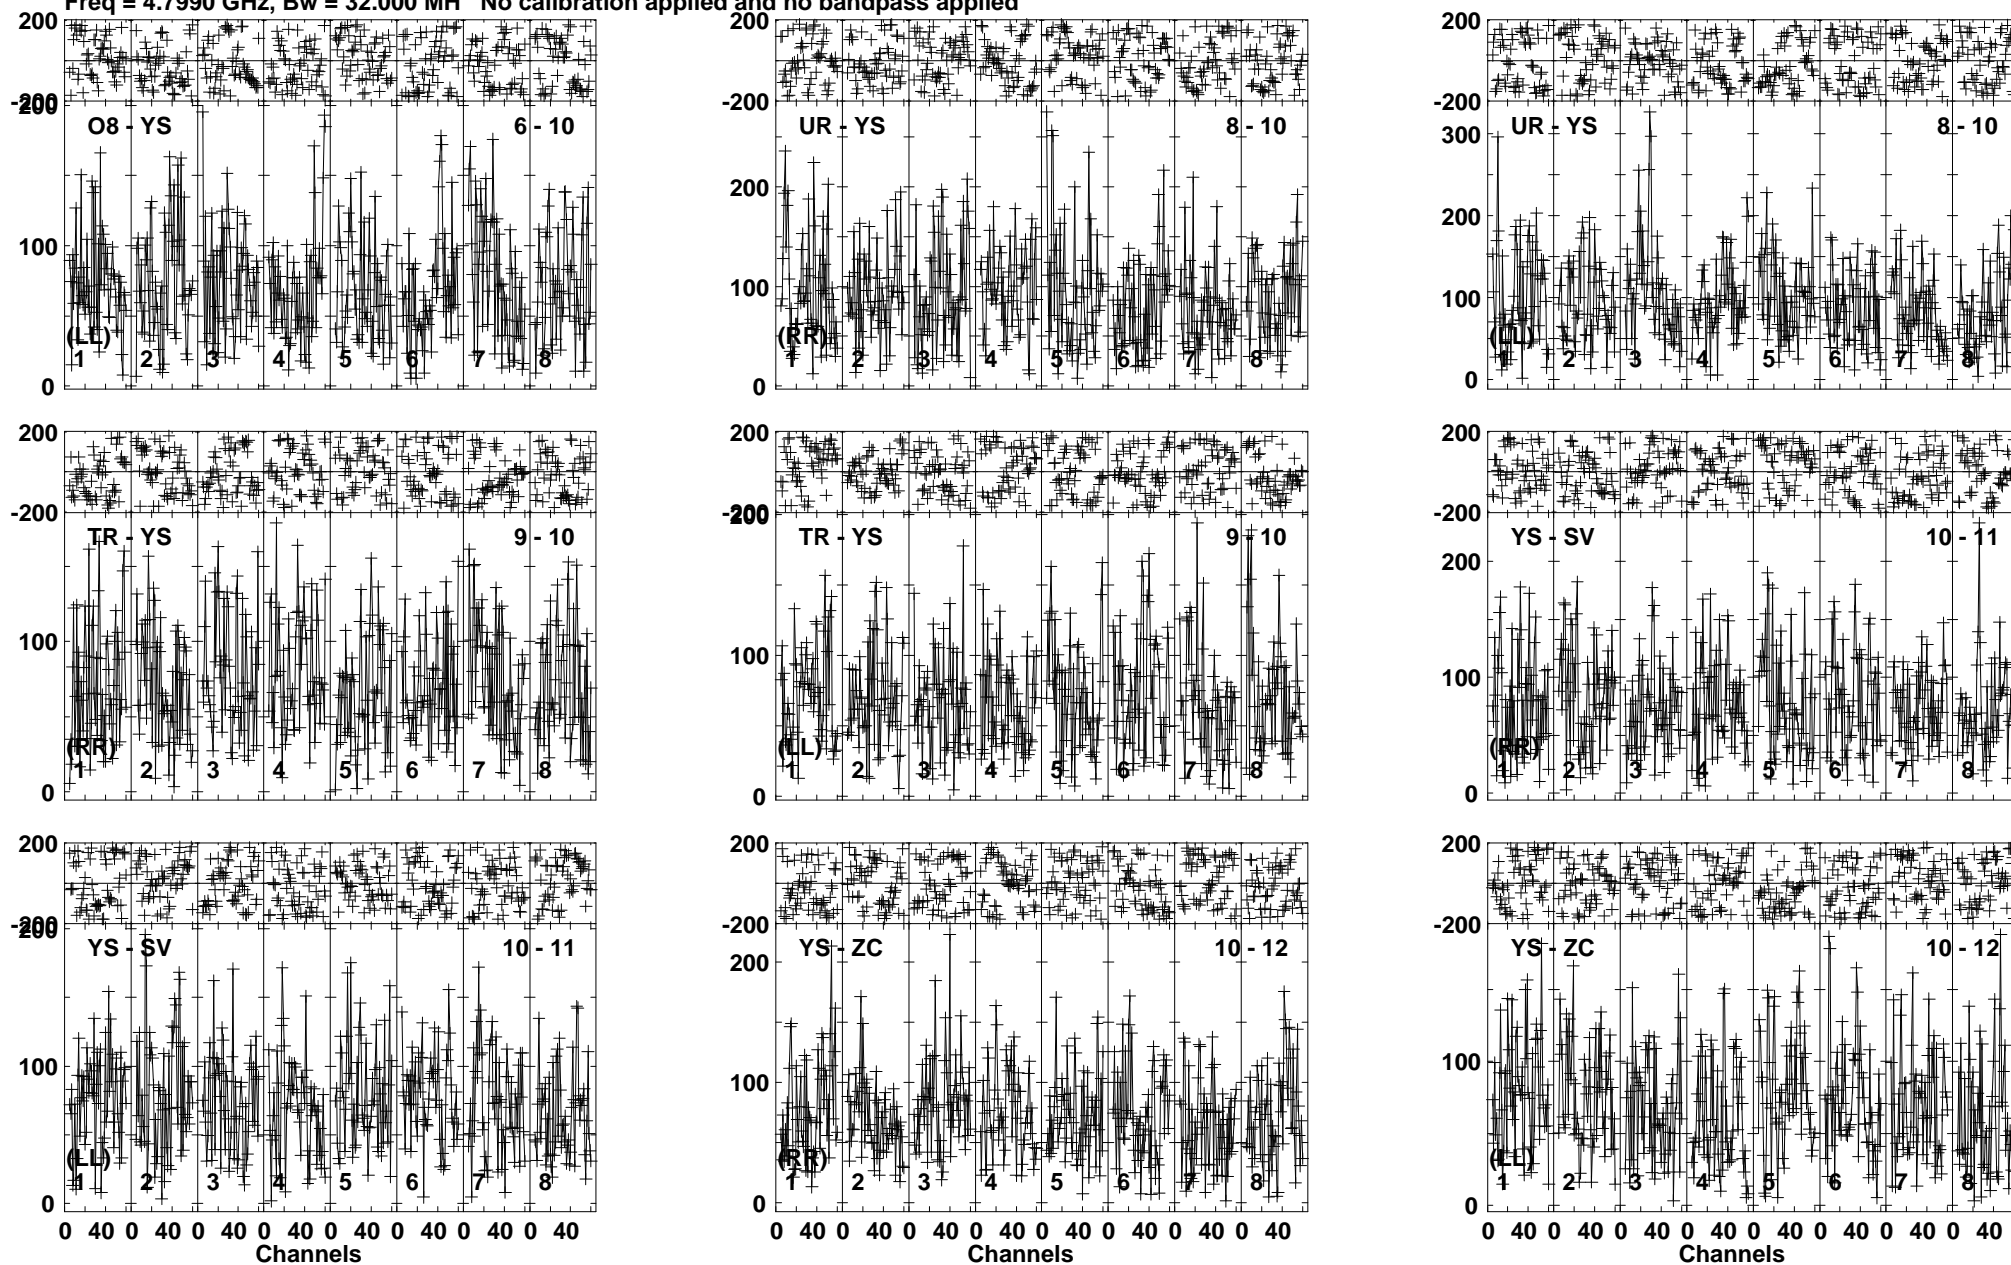 Freq = 4.7990 GHz, Bw = 32.000 MH No calibration applied and no bandpass applied
200 200 200
-200 -200 -200
200 O8 - YS 6 - 10 UR - YS 8 - 10 300 UR - YS 8 - 10
200 200
100 100 100
(LL) (RR) (LL)
1 2 3 4 5 6 7 8 1 2 3 4 5 6 7 8 1 2 3 4 5 6 7 8
0 0 0
200 200 200
-200 -200 -200
TR - YS 9 - 10 200 TR - YS 9 - 10 YS - SV 10 - 11
200
100 100 100
(RR) (LL) (RR)
1 2 3 4 5 6 7 8 1 2 3 4 5 6 7 8 1 2 3 4 5 6 7 8
0 0 0
200 200 200
-200 -200 -200
200 YS - SV 10 - 11 YS - ZC 10 - 12 YS - ZC 10 - 12
200
100 100 100
(LL) (RR) (LL)
1 2 3 4 5 6 7 8 1 2 3 4 5 6 7 8 1 2 3 4 5 6 7 8
0 0 0
0 40 0 40 0 40 0 40 0 40 0 40 0 40 0 40 0 40 0 40 0 40 0 40 0 40 0 40 0 40 0 40 0 40 0 40 0 40 0 40 0 40 0 40 0 40 0 40
Channels Channels Channels